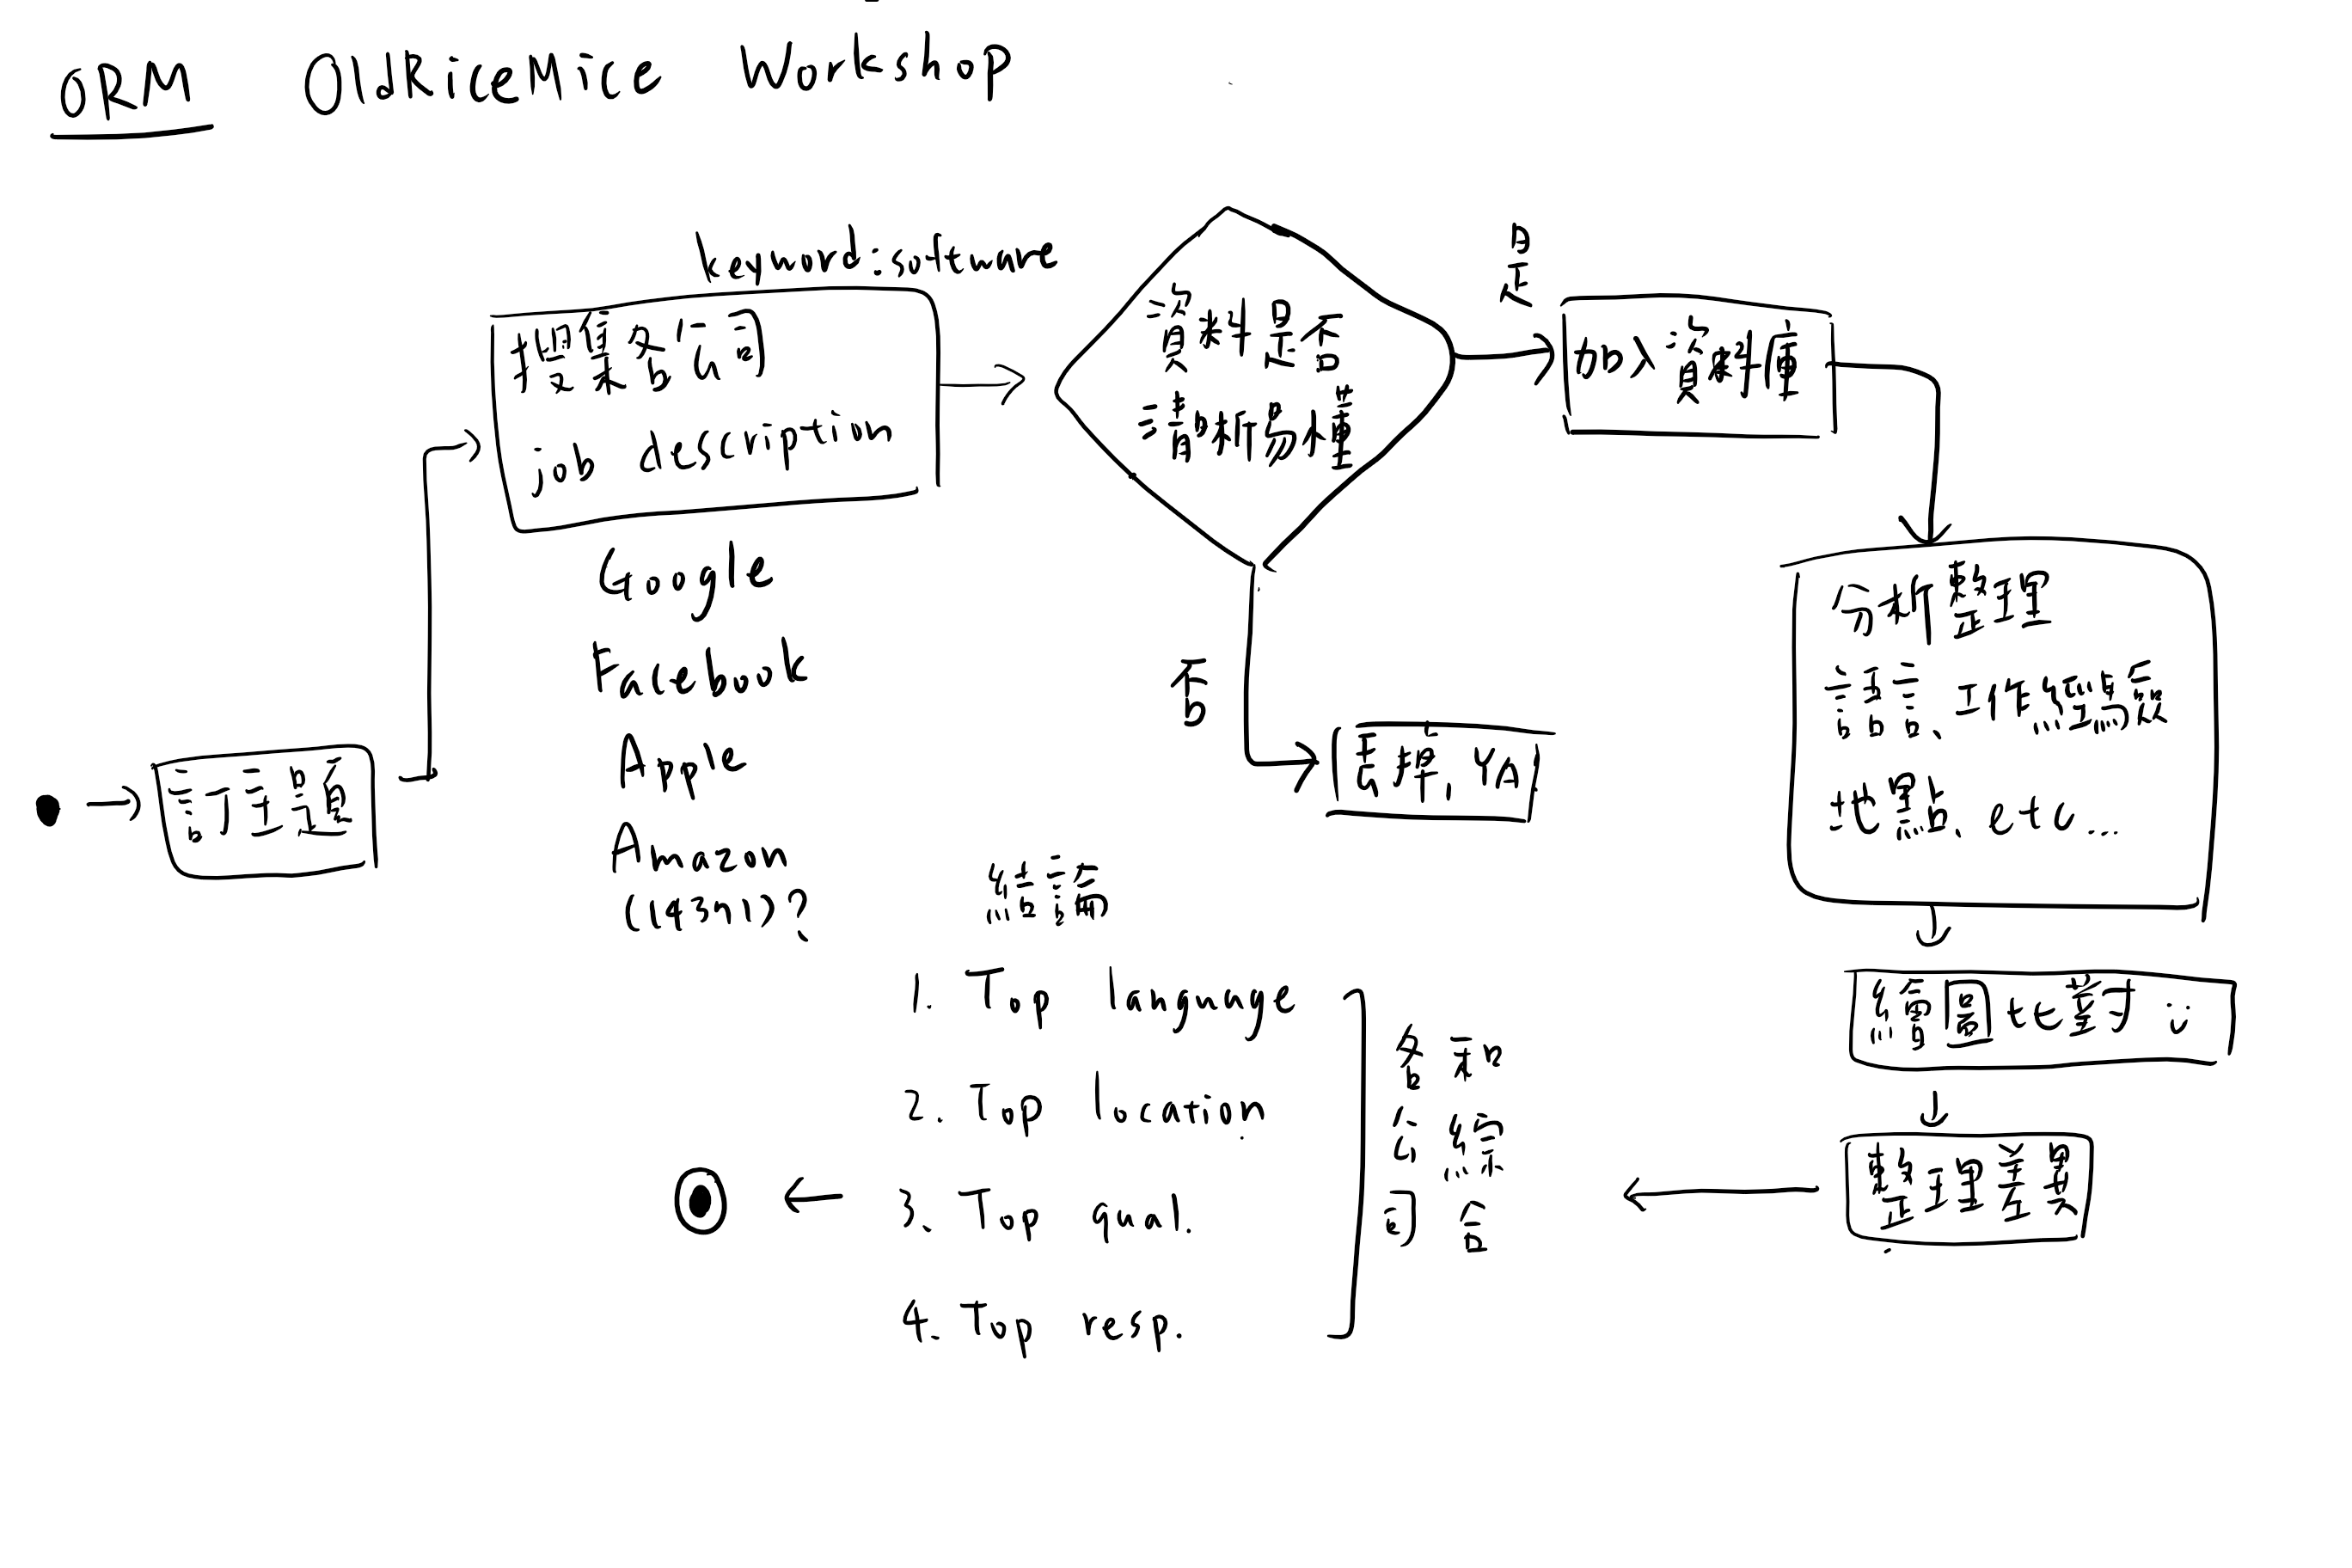 ORM OldRiceMice Workshop
keyword:software
搜集各公司
job description
Google
Facebook
Apple
Amazon
訂主題
資料是否
清晰易懂
是
加入資料庫
否
丟掉, YA
分析整理
語言、工作經驗
地點、etc...
繪圖比對
整理差異
結論
1. Top language
2. Top location
3. Top qual.
4. Top resp.
各公司
和綜合